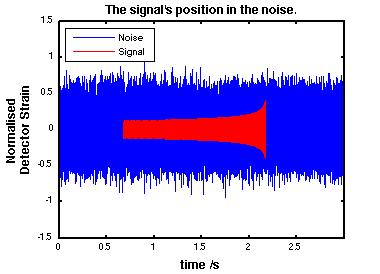 The signal's position in the noise.
Normalised
Detector Strain
1.5
1
0.5
0
-0.5
-1
-1.5
Noise
Signal
0 0.5 1 1.5 2 2.5
time /s